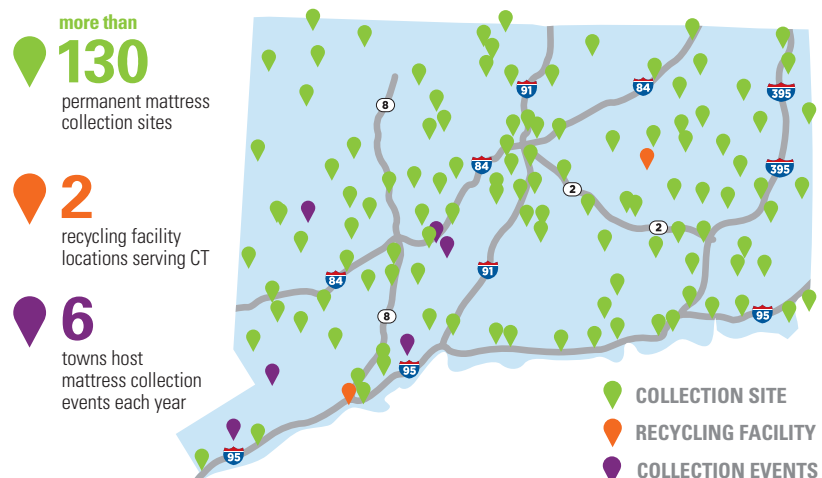 more than
130
permanent mattress
collection sites
2
recycling facility
locations serving CT
6
towns host
mattress collection
events each year
8
91
84
395
84
395
2
2
91
84
8
95
95
95
COLLECTION SITE
RECYCLING FACILITY
COLLECTION EVENTS